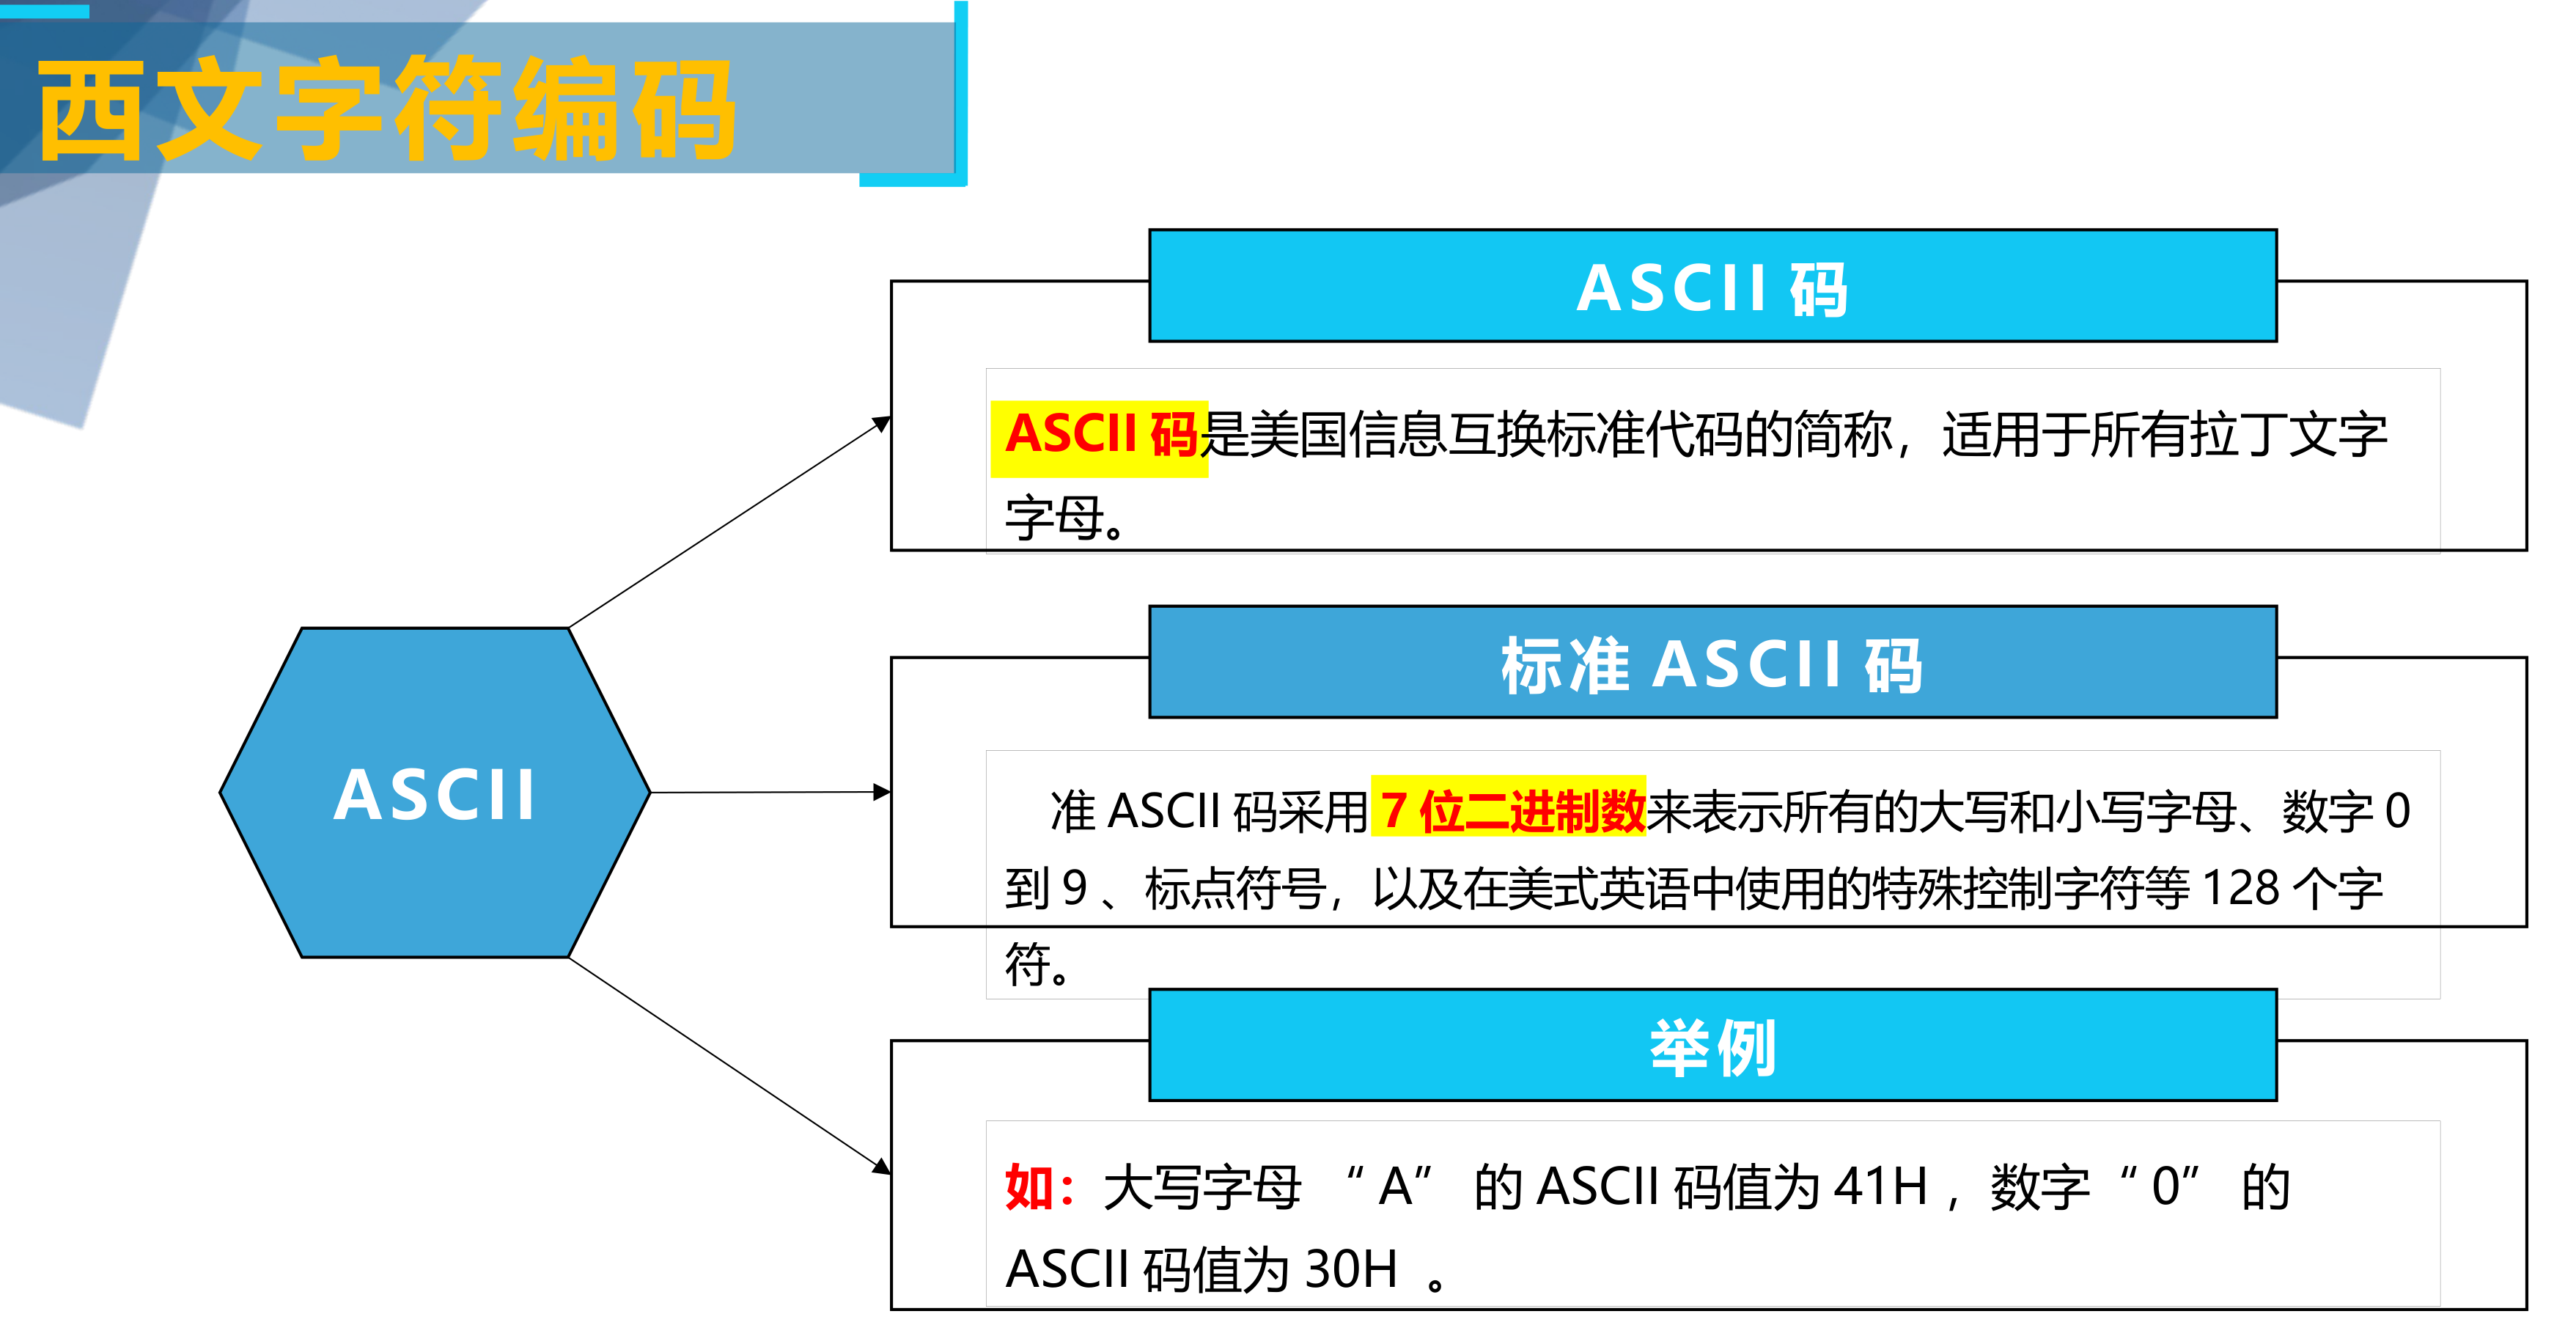 西文字符编码
ASCII 码
ASCII 码是美国信息互换标准代码的简称，适用于所有拉丁文字
字母。
ASCII
标准 ASCII 码
准 ASCII 码采用 7 位二进制数来表示所有的大写和小写字母、数字 0
到 9 、标点符号，以及在美式英语中使用的特殊控制字符等 128 个字
符。
举例
如：大写字母 “ A” 的 ASCII 码值为 41H ，数字 “ 0” 的
ASCII 码值为 30H 。